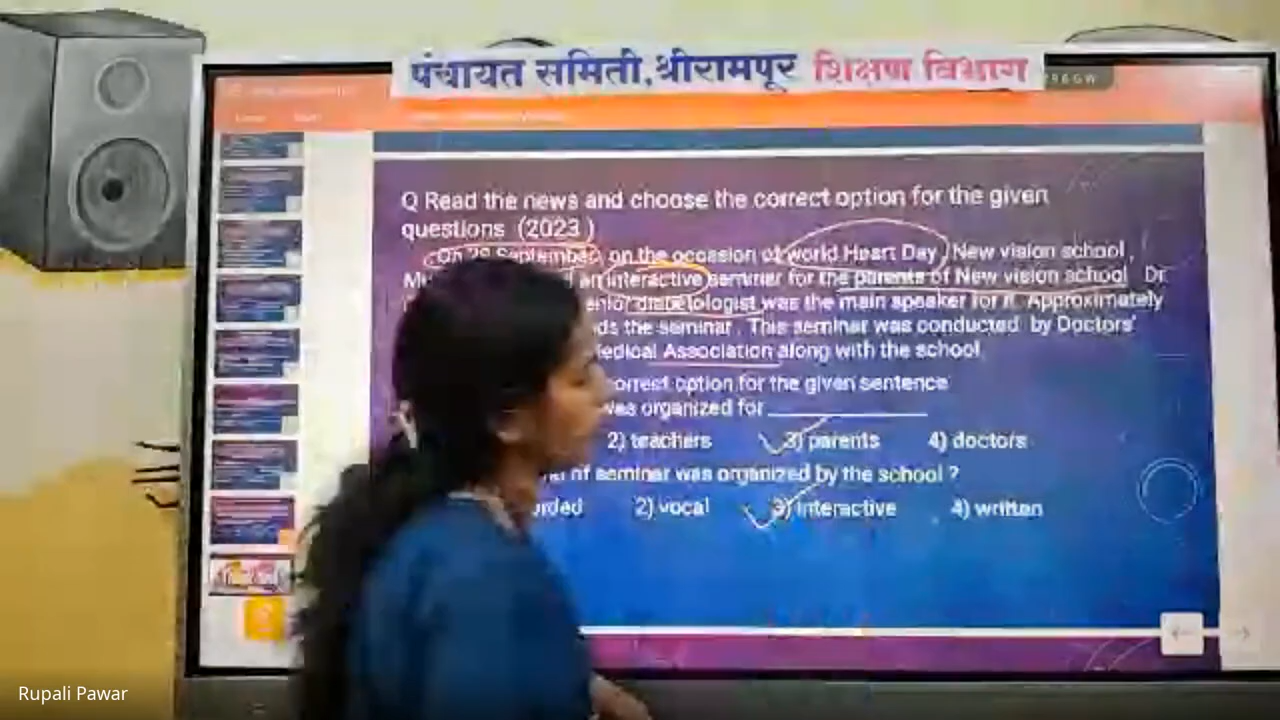 पंचायत समिती,श्रीरामपूर शिक्षण विभाग
Q Read the news and choose the correct option for the given
questions (2023 )
On 29 September, on the occasion of world Heart Day, New vision school ,
interactive seminar for the parents of New vision school. Dr.
diabetologist was the main speaker for it. Approximately
the seminar. This seminar was conducted by Doctors'
Medical Association along with the school.
correct option for the given sentence
was organized for
2) teachers 3) parents 4) doctors
of seminar was organized by the school ?
2) vocal 3) interactive 4) written
Rupali Pawar